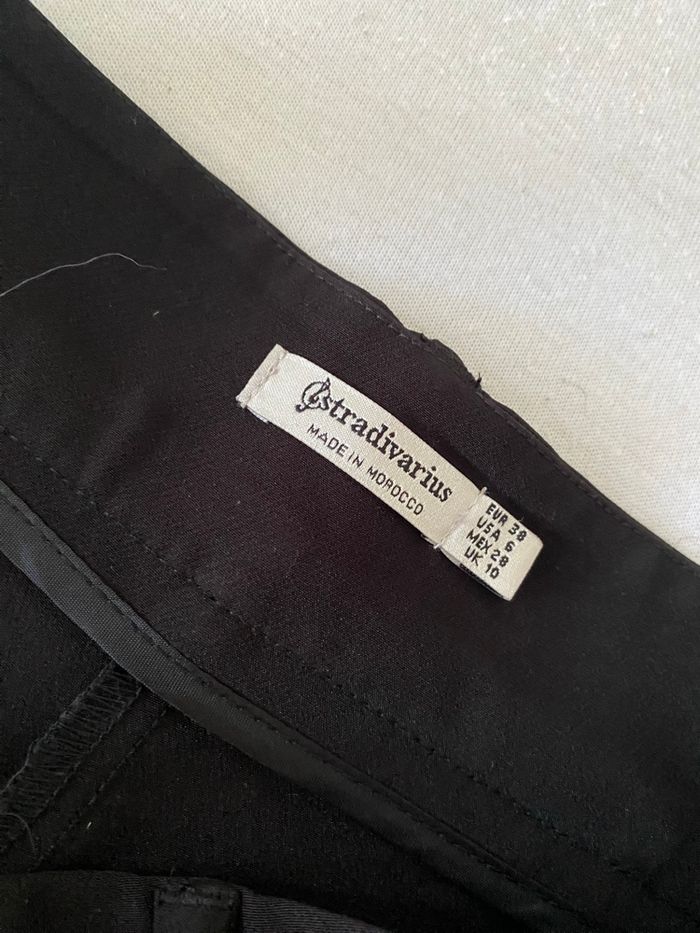 stradivarius
MADE IN MOROCCO
EUR 38
USA 6
MEX 28
UK 10